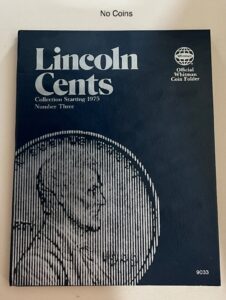 No Coins
Lincoln
Cents
Collection Starting 1975
Number Three
Official
Whitman
Coin Folder
9033